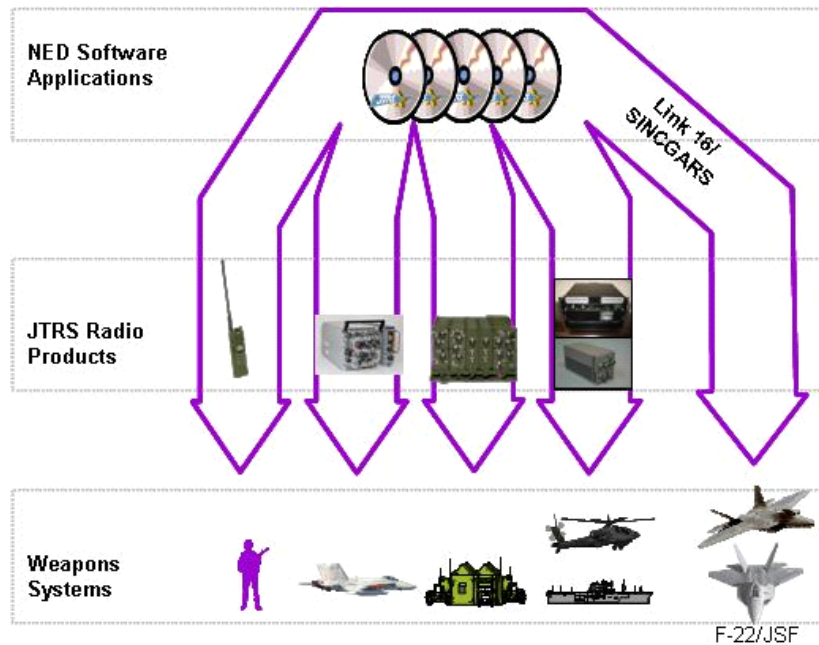 NED Software
Applications
Link 16/
SINCGARS
JTRS Radio
Products
Weapons
Systems
F-22/JSF